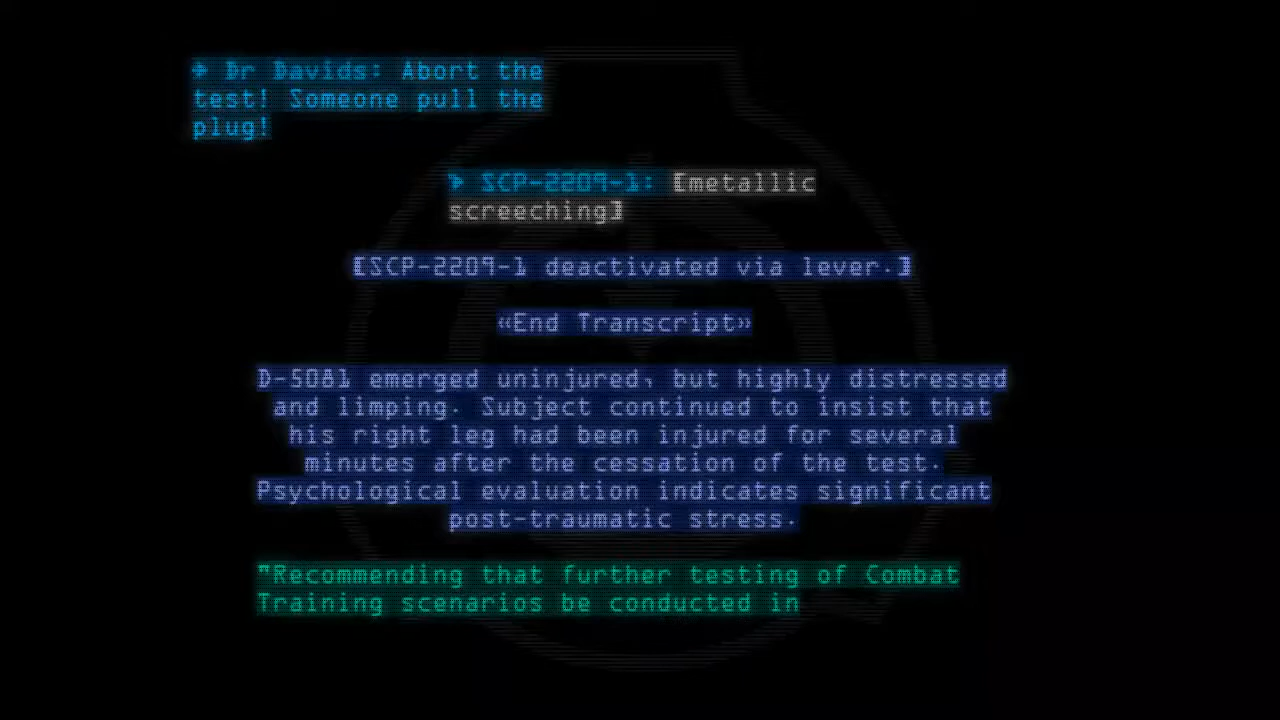 + Dr Davids: Abort the
test! Someone pull the
plug!
> SCP-2209-1: [metallic
screeching]
[SCP-2209-1 deactivated via lever.]
«End Transcript»
D-5081 emerged uninjured, but highly distressed
and limping. Subject continued to insist that
his right leg had been injured for several
minutes after the cessation of the test.
Psychological evaluation indicates significant
post-traumatic stress.
"Recommending that further testing of Combat
Training scenarios be conducted in